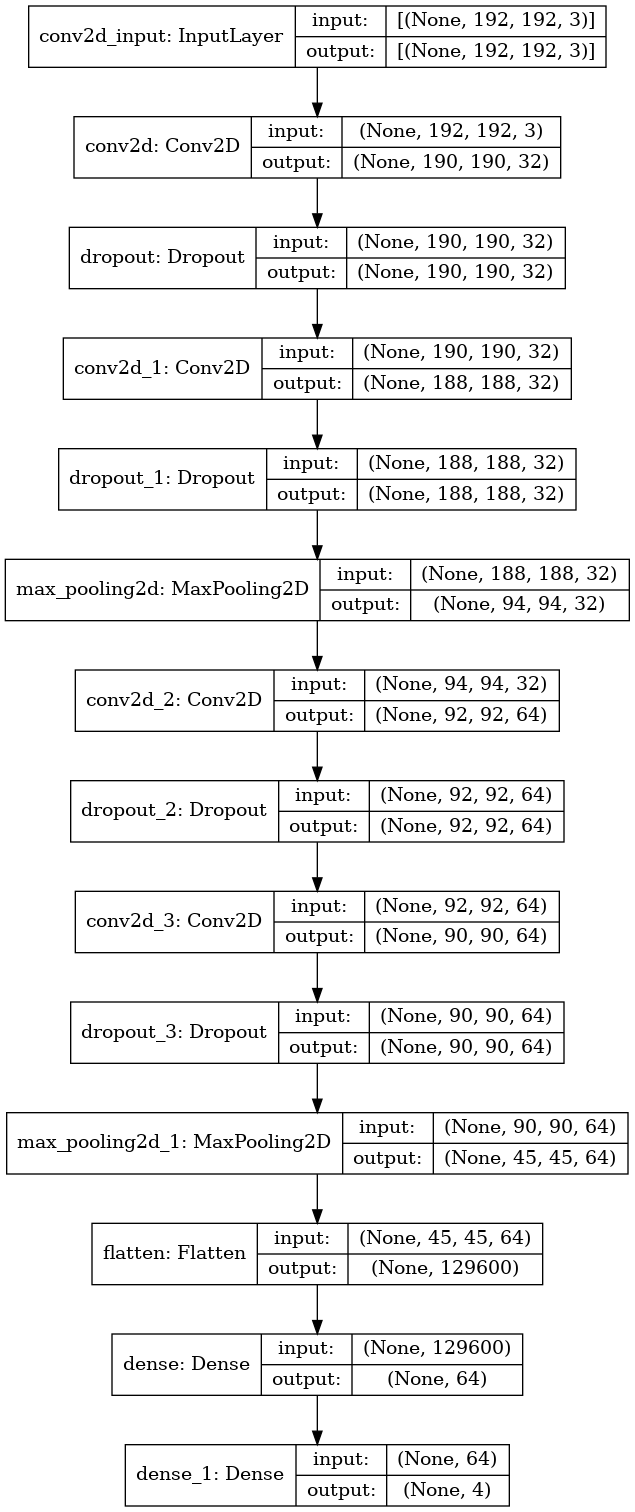 conv2d_input: InputLayer input: [(None, 192, 192, 3)]
output: [(None, 192, 192, 3)]
conv2d: Conv2D input: (None, 192, 192, 3)
output: (None, 190, 190, 32)
dropout: Dropout input: (None, 190, 190, 32)
output: (None, 190, 190, 32)
conv2d_1: Conv2D input: (None, 190, 190, 32)
output: (None, 188, 188, 32)
dropout_1: Dropout input: (None, 188, 188, 32)
output: (None, 188, 188, 32)
max_pooling2d: MaxPooling2D input: (None, 188, 188, 32)
output: (None, 94, 94, 32)
conv2d_2: Conv2D input: (None, 94, 94, 32)
output: (None, 92, 92, 64)
dropout_2: Dropout input: (None, 92, 92, 64)
output: (None, 92, 92, 64)
conv2d_3: Conv2D input: (None, 92, 92, 64)
output: (None, 90, 90, 64)
dropout_3: Dropout input: (None, 90, 90, 64)
output: (None, 90, 90, 64)
max_pooling2d_1: MaxPooling2D input: (None, 90, 90, 64)
output: (None, 45, 45, 64)
flatten: Flatten input: (None, 45, 45, 64)
output: (None, 129600)
dense: Dense input: (None, 129600)
output: (None, 64)
dense_1: Dense input: (None, 64)
output: (None, 4)